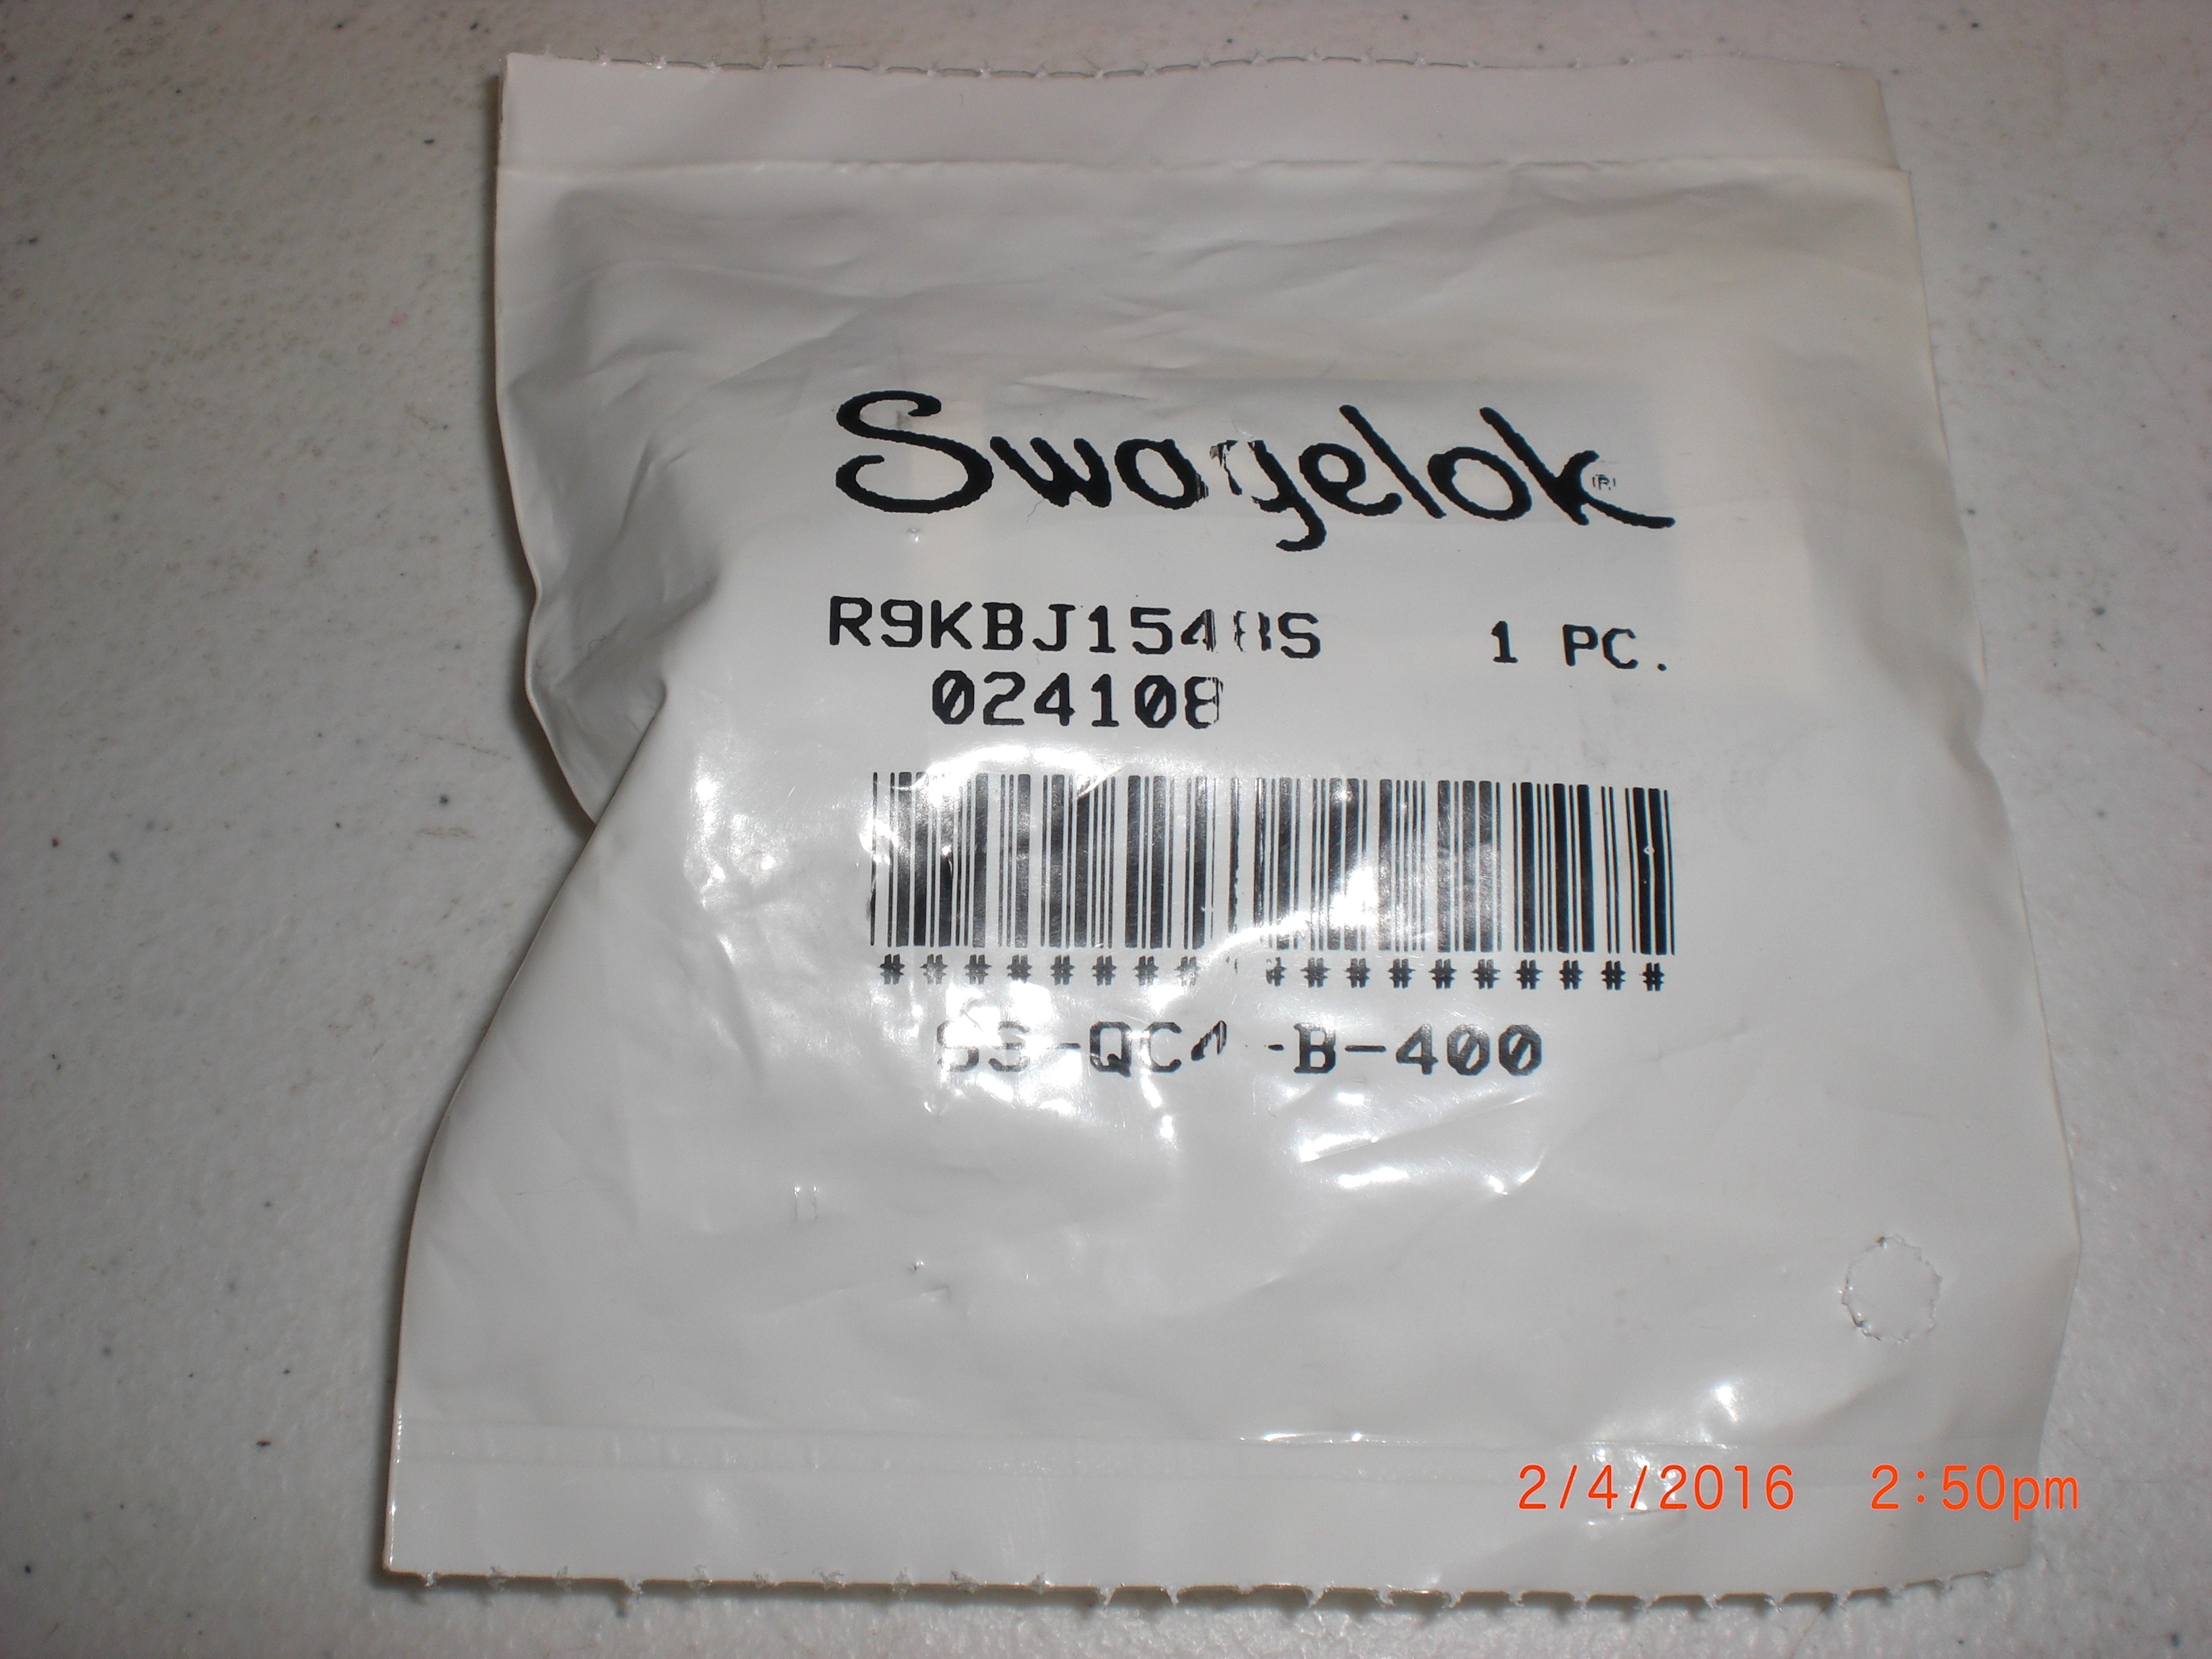 Swagelok®
R9KBJ1548S 1 PC.
024108
# # # # # # # # # # # # # # # # # #
SS-QC4-B-400
2/4/2016 2:50pm